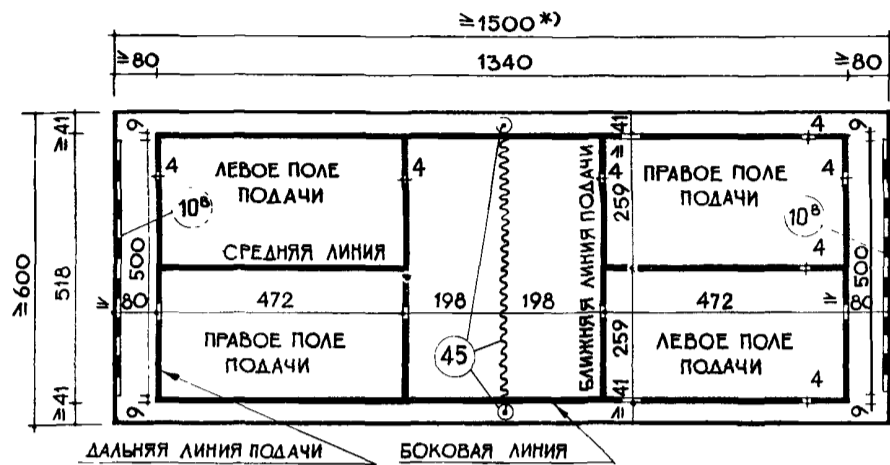 ≥1500*)
≥80 1340 ≥80
≥41 9 41 4 9
ЛЕВОЕ ПОЛЕ
ПОДАЧИ
4 4 4
ПРАВОЕ ПОЛЕ
ПОДАЧИ
10⁸ 10⁸
≥600 518 500 259 500
СРЕДНЯЯ ЛИНИЯ
БЛИЖНЯЯ ЛИНИЯ ПОДАЧИ
4
≥80 472 198 198 472 ≥80
ПРАВОЕ ПОЛЕ
ПОДАЧИ
45
259
ЛЕВОЕ ПОЛЕ
ПОДАЧИ
≥41 9 ≥41 4 9
ДАЛЬНЯЯ ЛИНИЯ ПОДАЧИ
БОКОВАЯ ЛИНИЯ